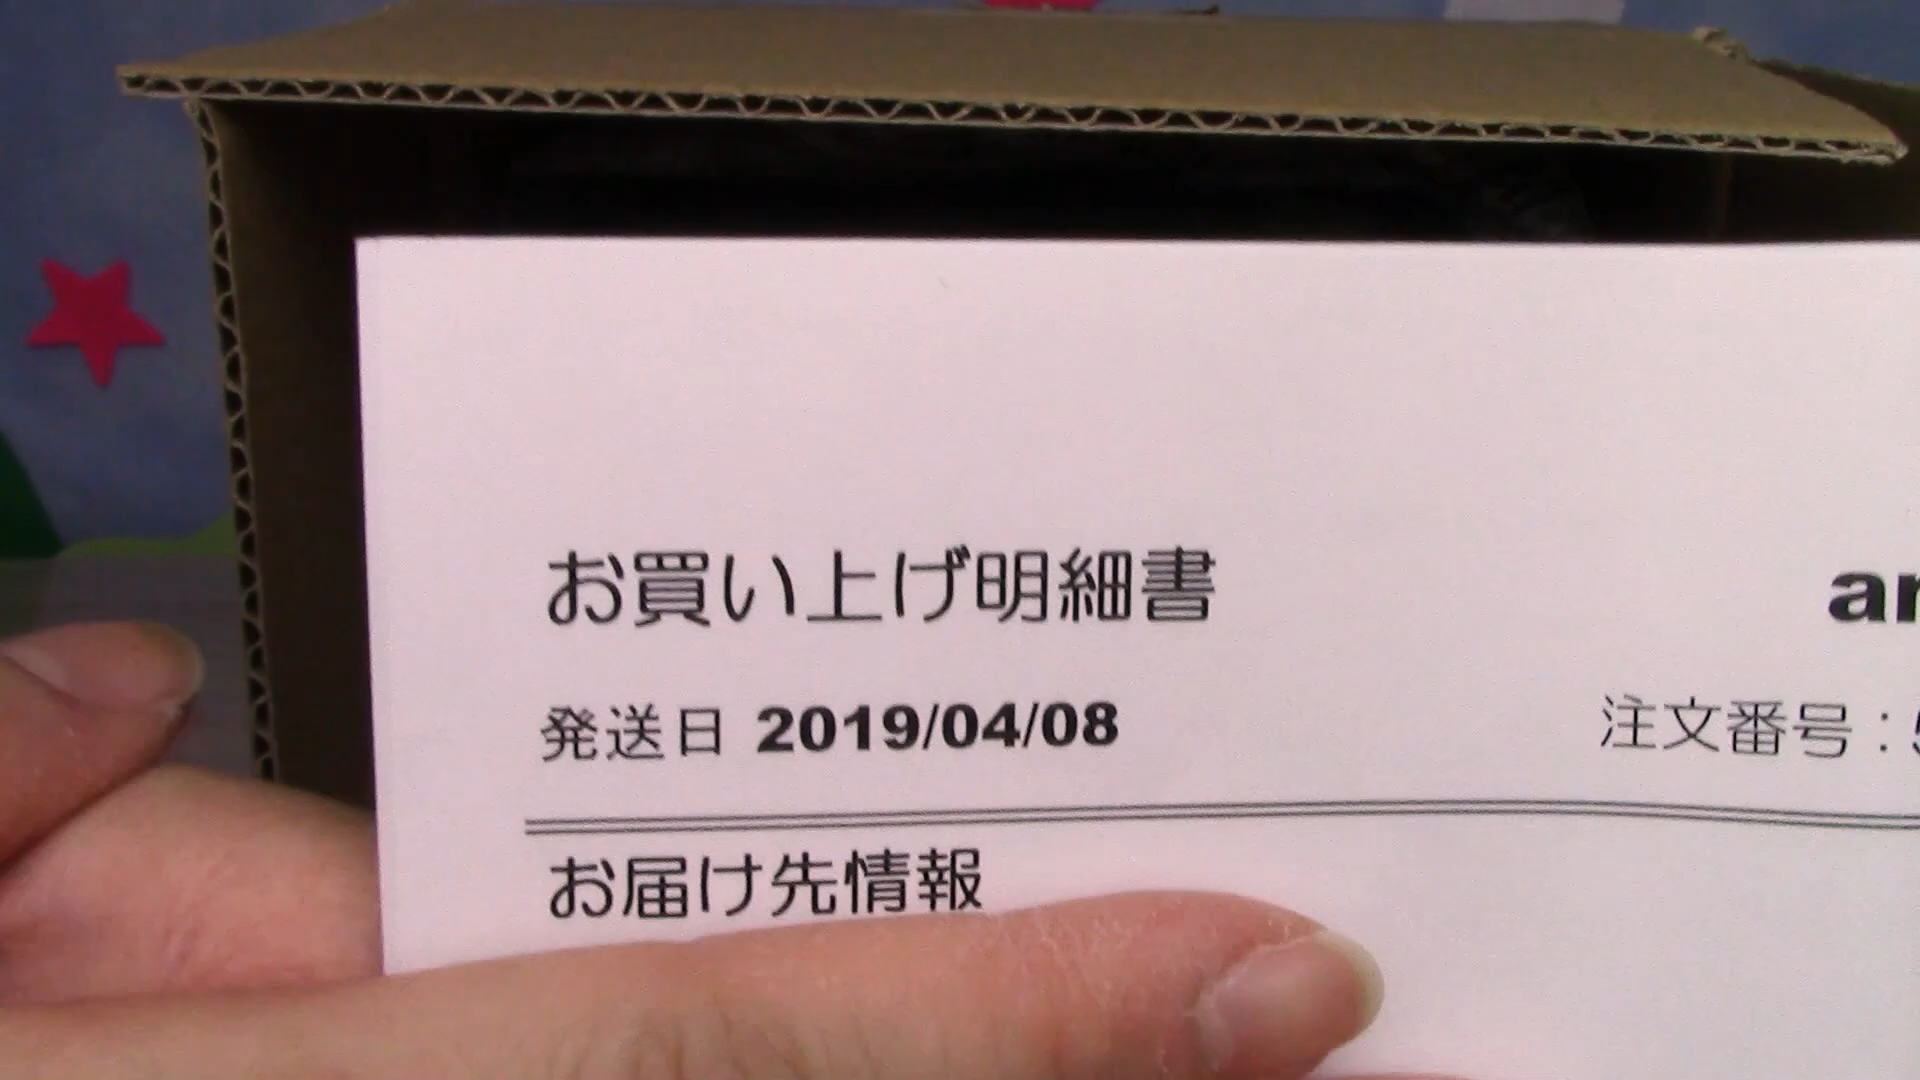 お買い上げ明細書
発送日 2019/04/08
注文番号 :
お届け先情報